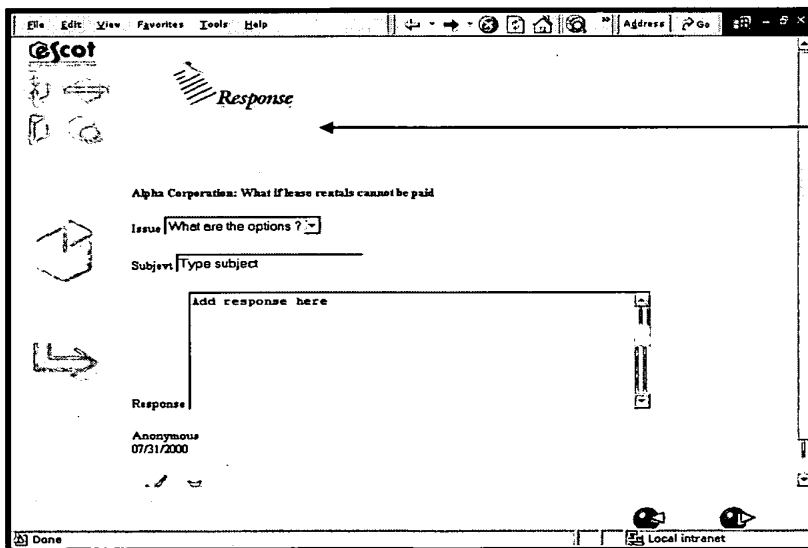 File Edit View Favorites Tools Help » Address Go
eScot
Response
Alpha Corporation: What if lease rentals cannot be paid
Issue What are the options ?
Subject Type subject
Add response here
Response
Anonymous
07/31/2000
Done Local intranet